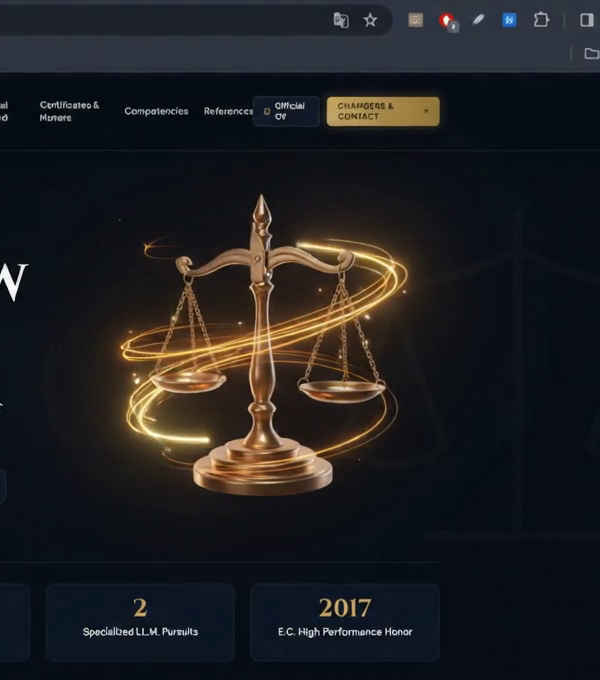 Certificates &
Honors
Competencies
References
Official
CV
CHAMBERS &
CONTACT
W
2
Specialized LL.M. Pursuits
2017
E.C. High Performance Honor